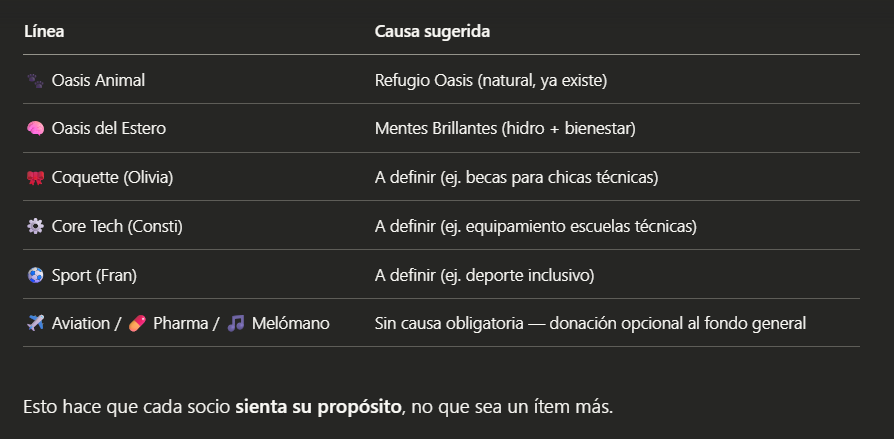 Línea Causa sugerida
🐾 Oasis Animal Refugio Oasis (natural, ya existe)
🧠 Oasis del Estero Mentes Brillantes (hidro + bienestar)
🎀 Coquette (Olivia) A definir (ej. becas para chicas técnicas)
⚙️ Core Tech (Consti) A definir (ej. equipamiento escuelas técnicas)
⚽ Sport (Fran) A definir (ej. deporte inclusivo)
✈️ Aviation / 💊 Pharma / 🎵 Melómano Sin causa obligatoria — donación opcional al fondo general
Esto hace que cada socio sienta su propósito, no que sea un ítem más.